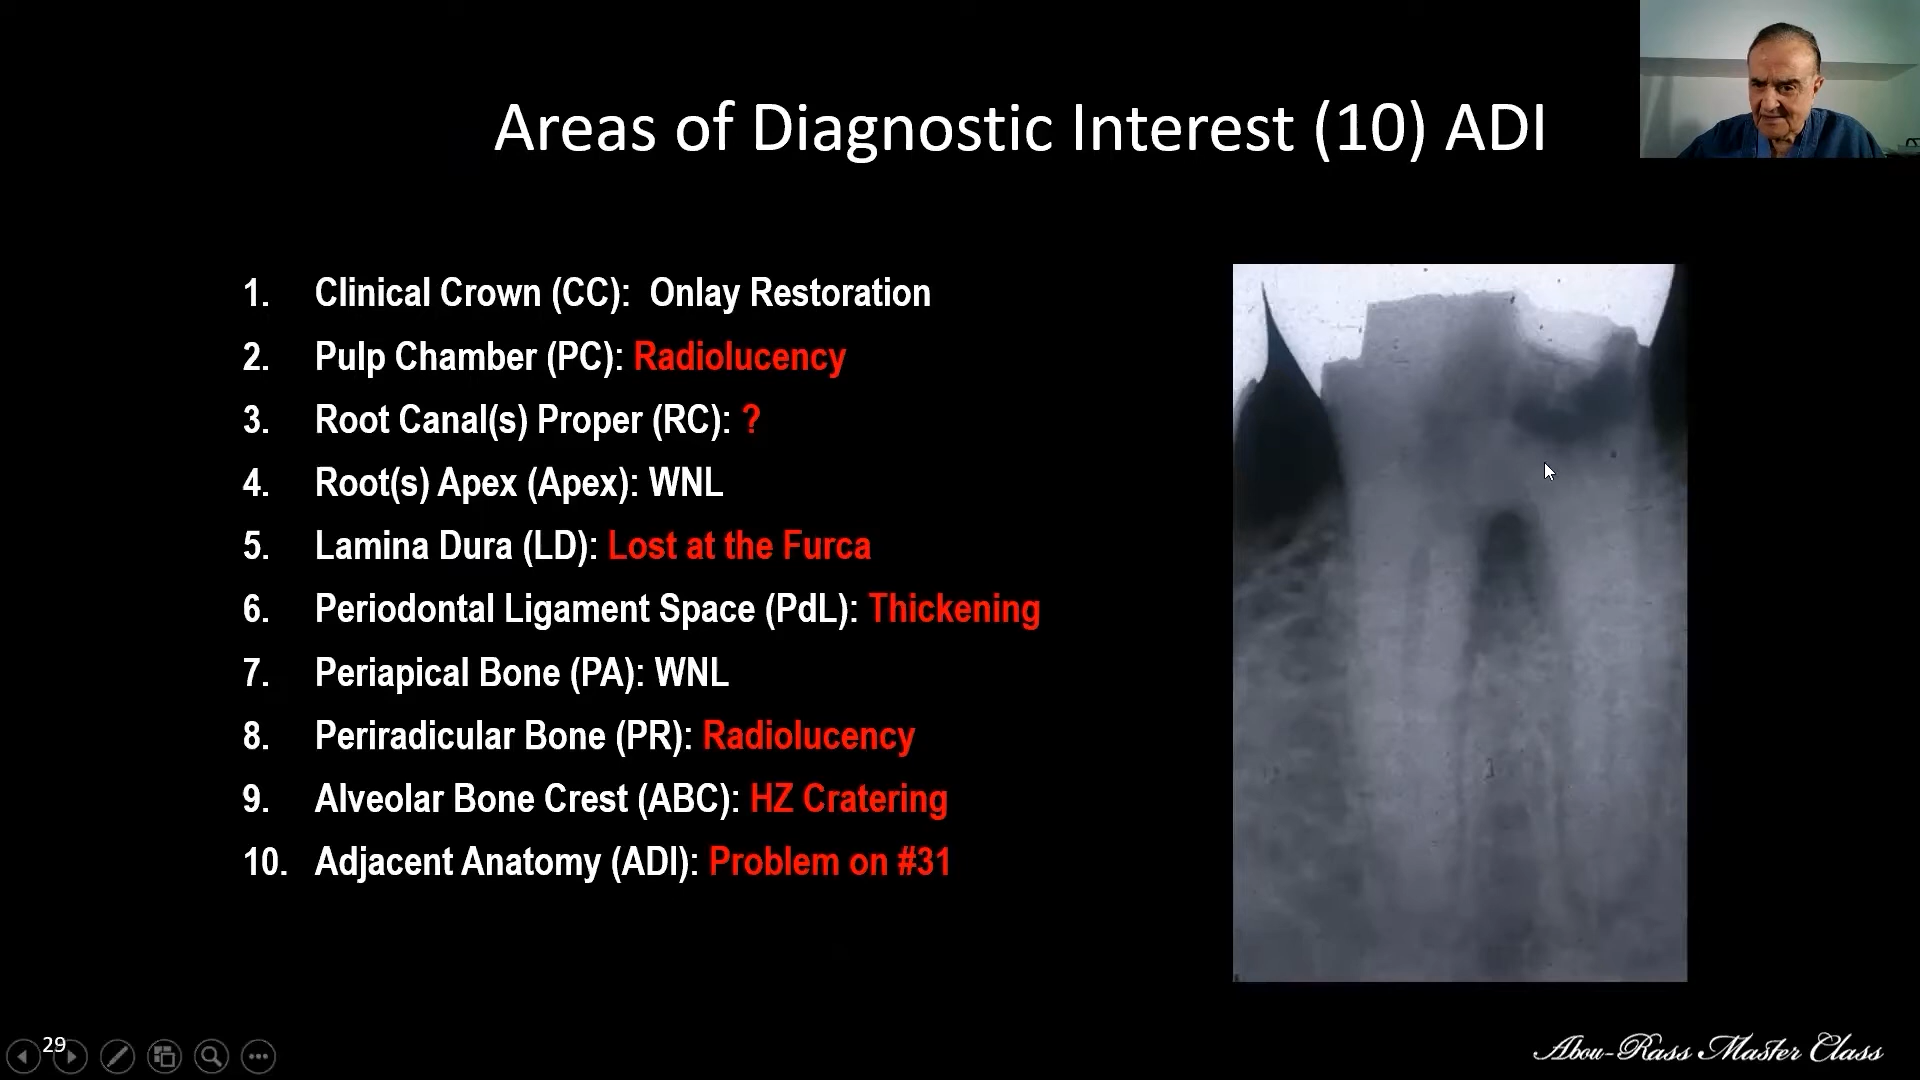 Areas of Diagnostic Interest (10) ADI
1. Clinical Crown (CC): Onlay Restoration
2. Pulp Chamber (PC): Radiolucency
3. Root Canal(s) Proper (RC): ?
4. Root(s) Apex (Apex): WNL
5. Lamina Dura (LD): Lost at the Furca
6. Periodontal Ligament Space (PdL): Thickening
7. Periapical Bone (PA): WNL
8. Periradicular Bone (PR): Radiolucency
9. Alveolar Bone Crest (ABC): HZ Cratering
10. Adjacent Anatomy (ADI): Problem on #31
29
Abou-Rass Master Class